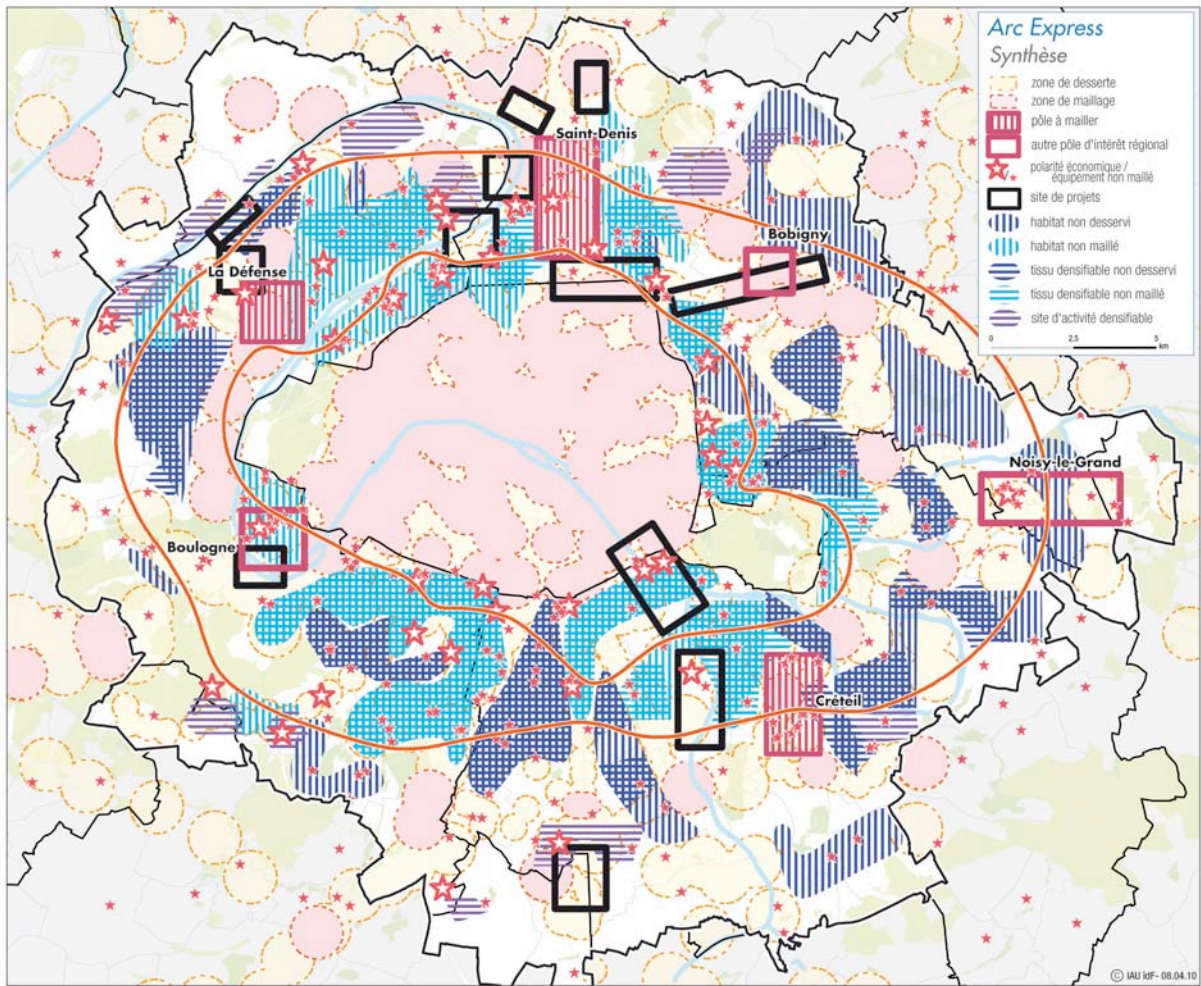 Arc Express
Synthèse
zone de desserte
zone de maillage
pôle à mailler
autre pôle d'intérêt régional
polarité économique /
équipement non maillé
site de projets
habitat non desservi
habitat non maillé
tissu densifiable non desservi
tissu densifiable non maillé
site d'activité densifiable
0 2,5 5
km
Saint-Denis
Bobigny
La Défense
Noisy-le-Grand
Boulogne
Créteil
© IAU îdF- 08.04.10